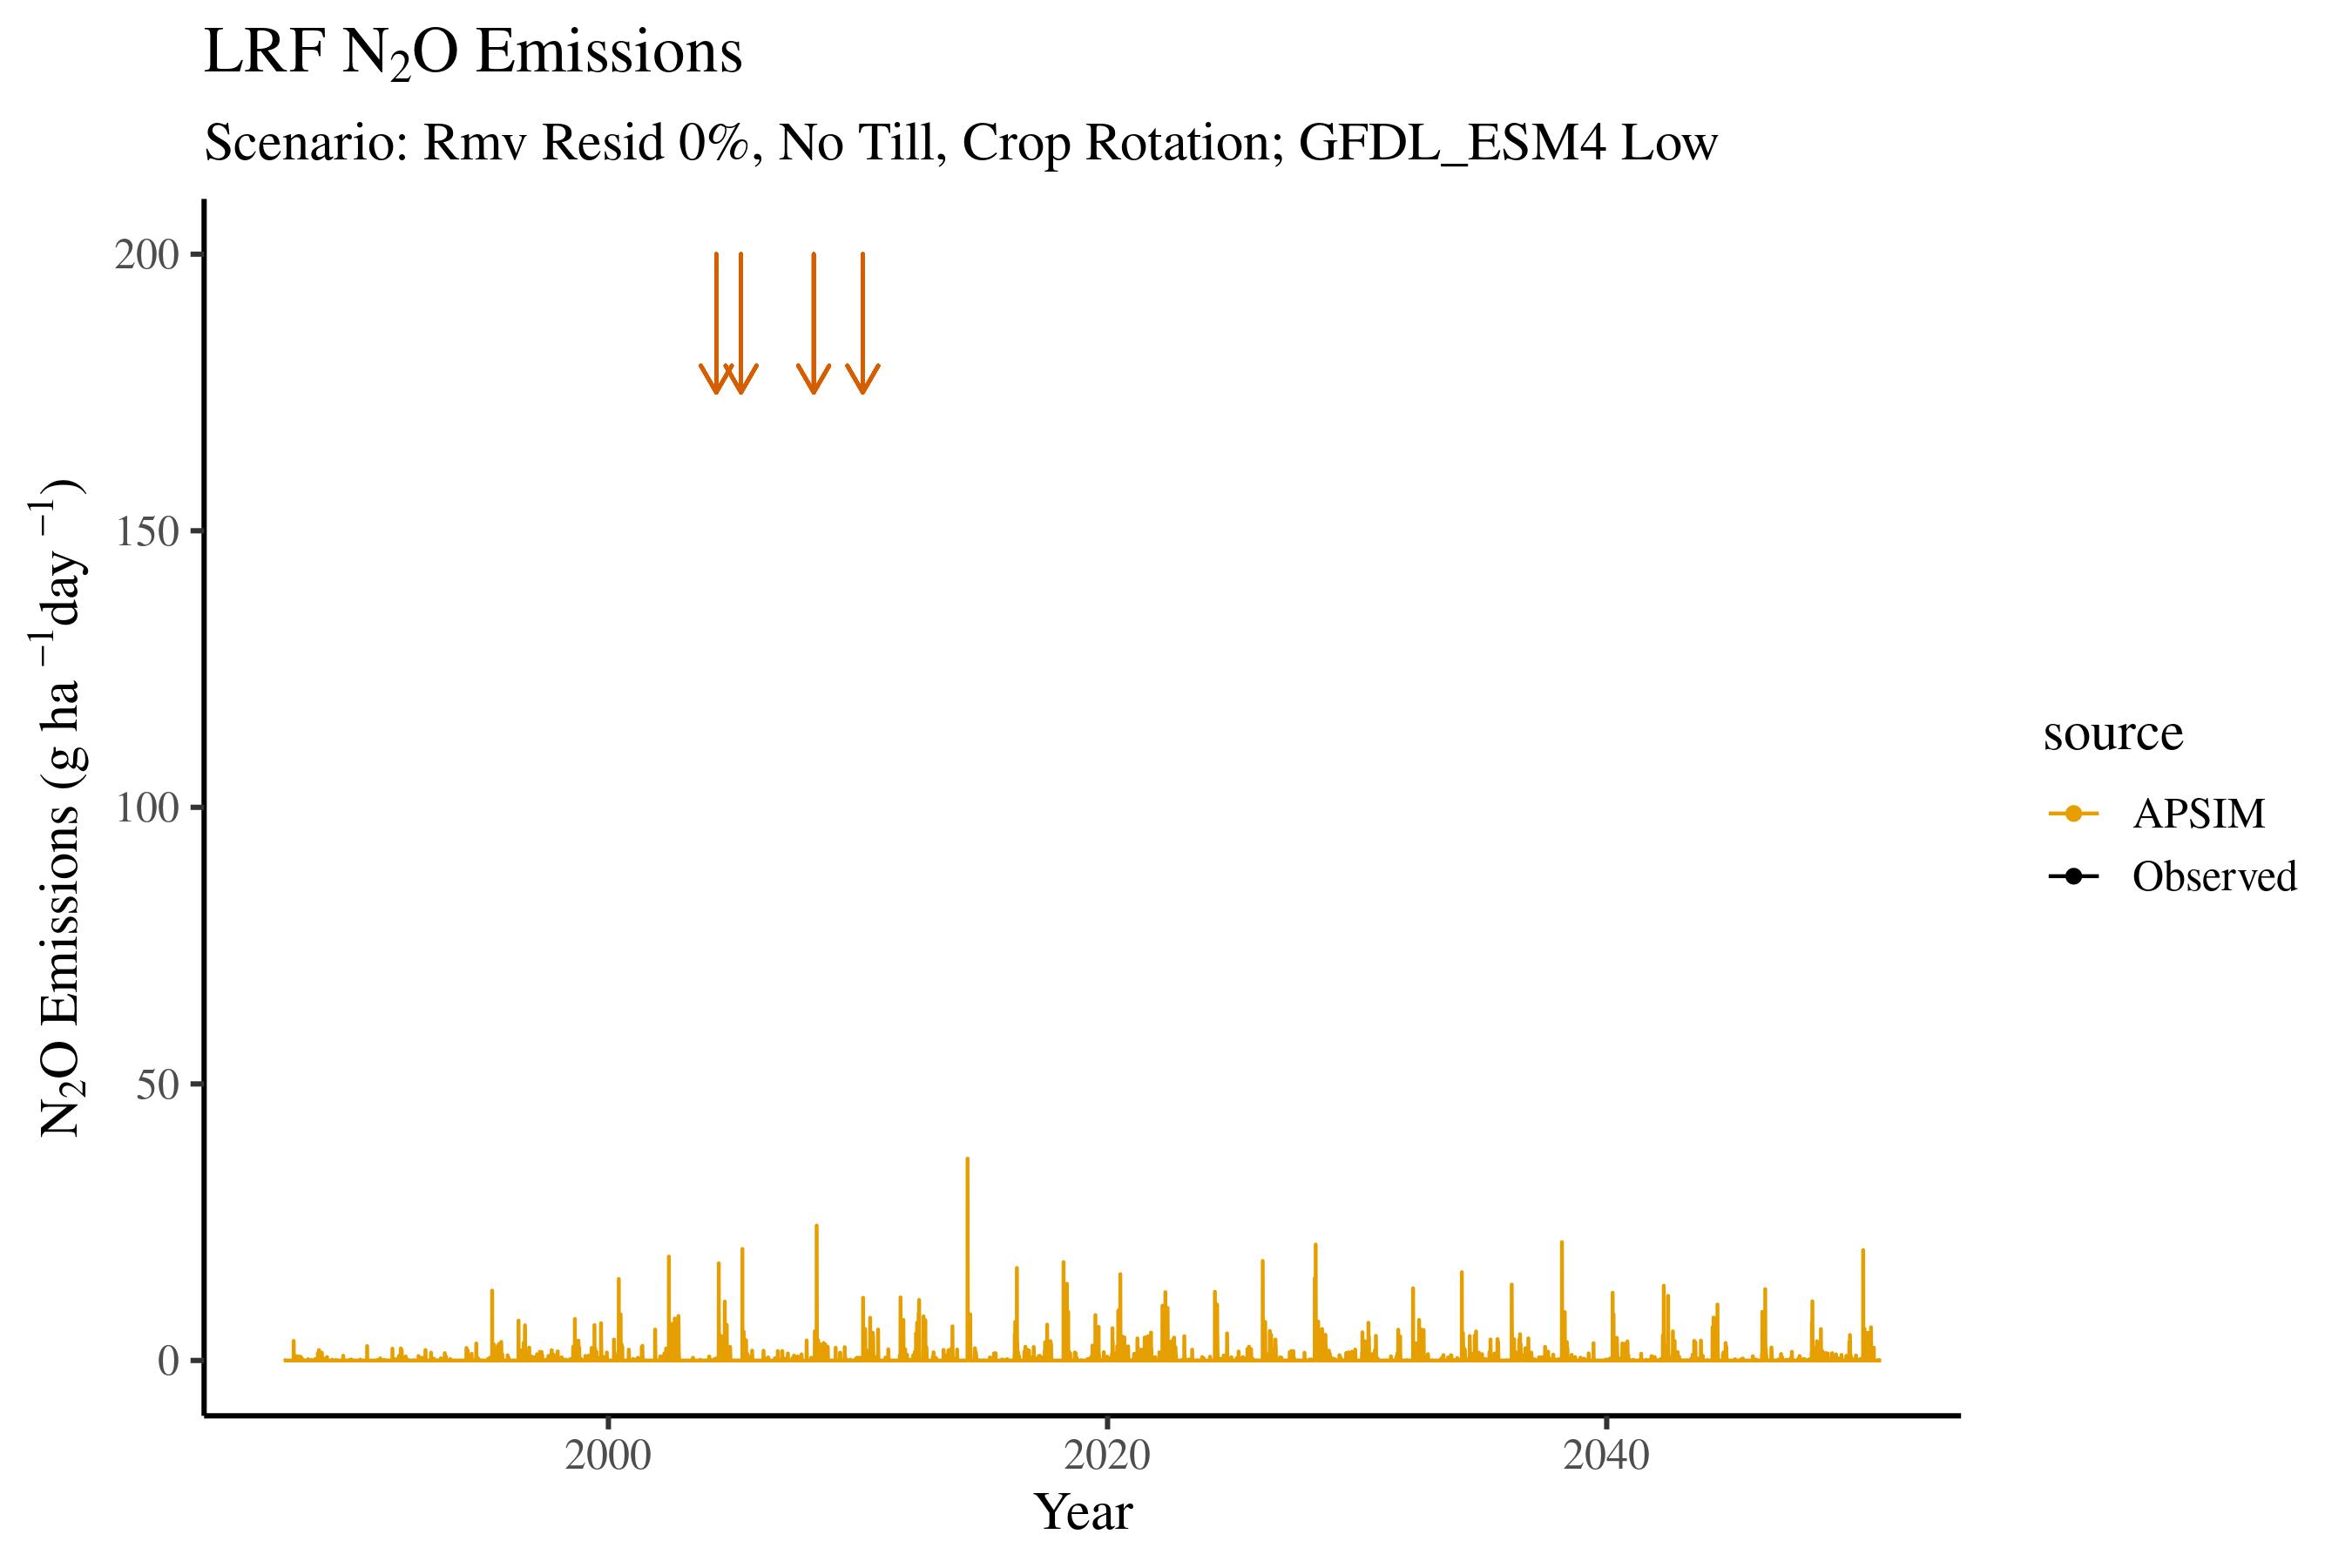 LRF N₂O Emissions
Scenario: Rmv Resid 0%, No Till, Crop Rotation; GFDL_ESM4 Low
N₂O Emissions (g ha ⁻¹day ⁻¹)
200
150
100
50
0
2000 2020 2040
Year
source
APSIM
Observed